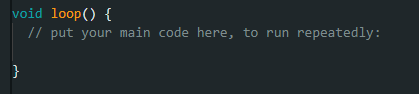 void loop() {
  // put your main code here, to run repeatedly:
}